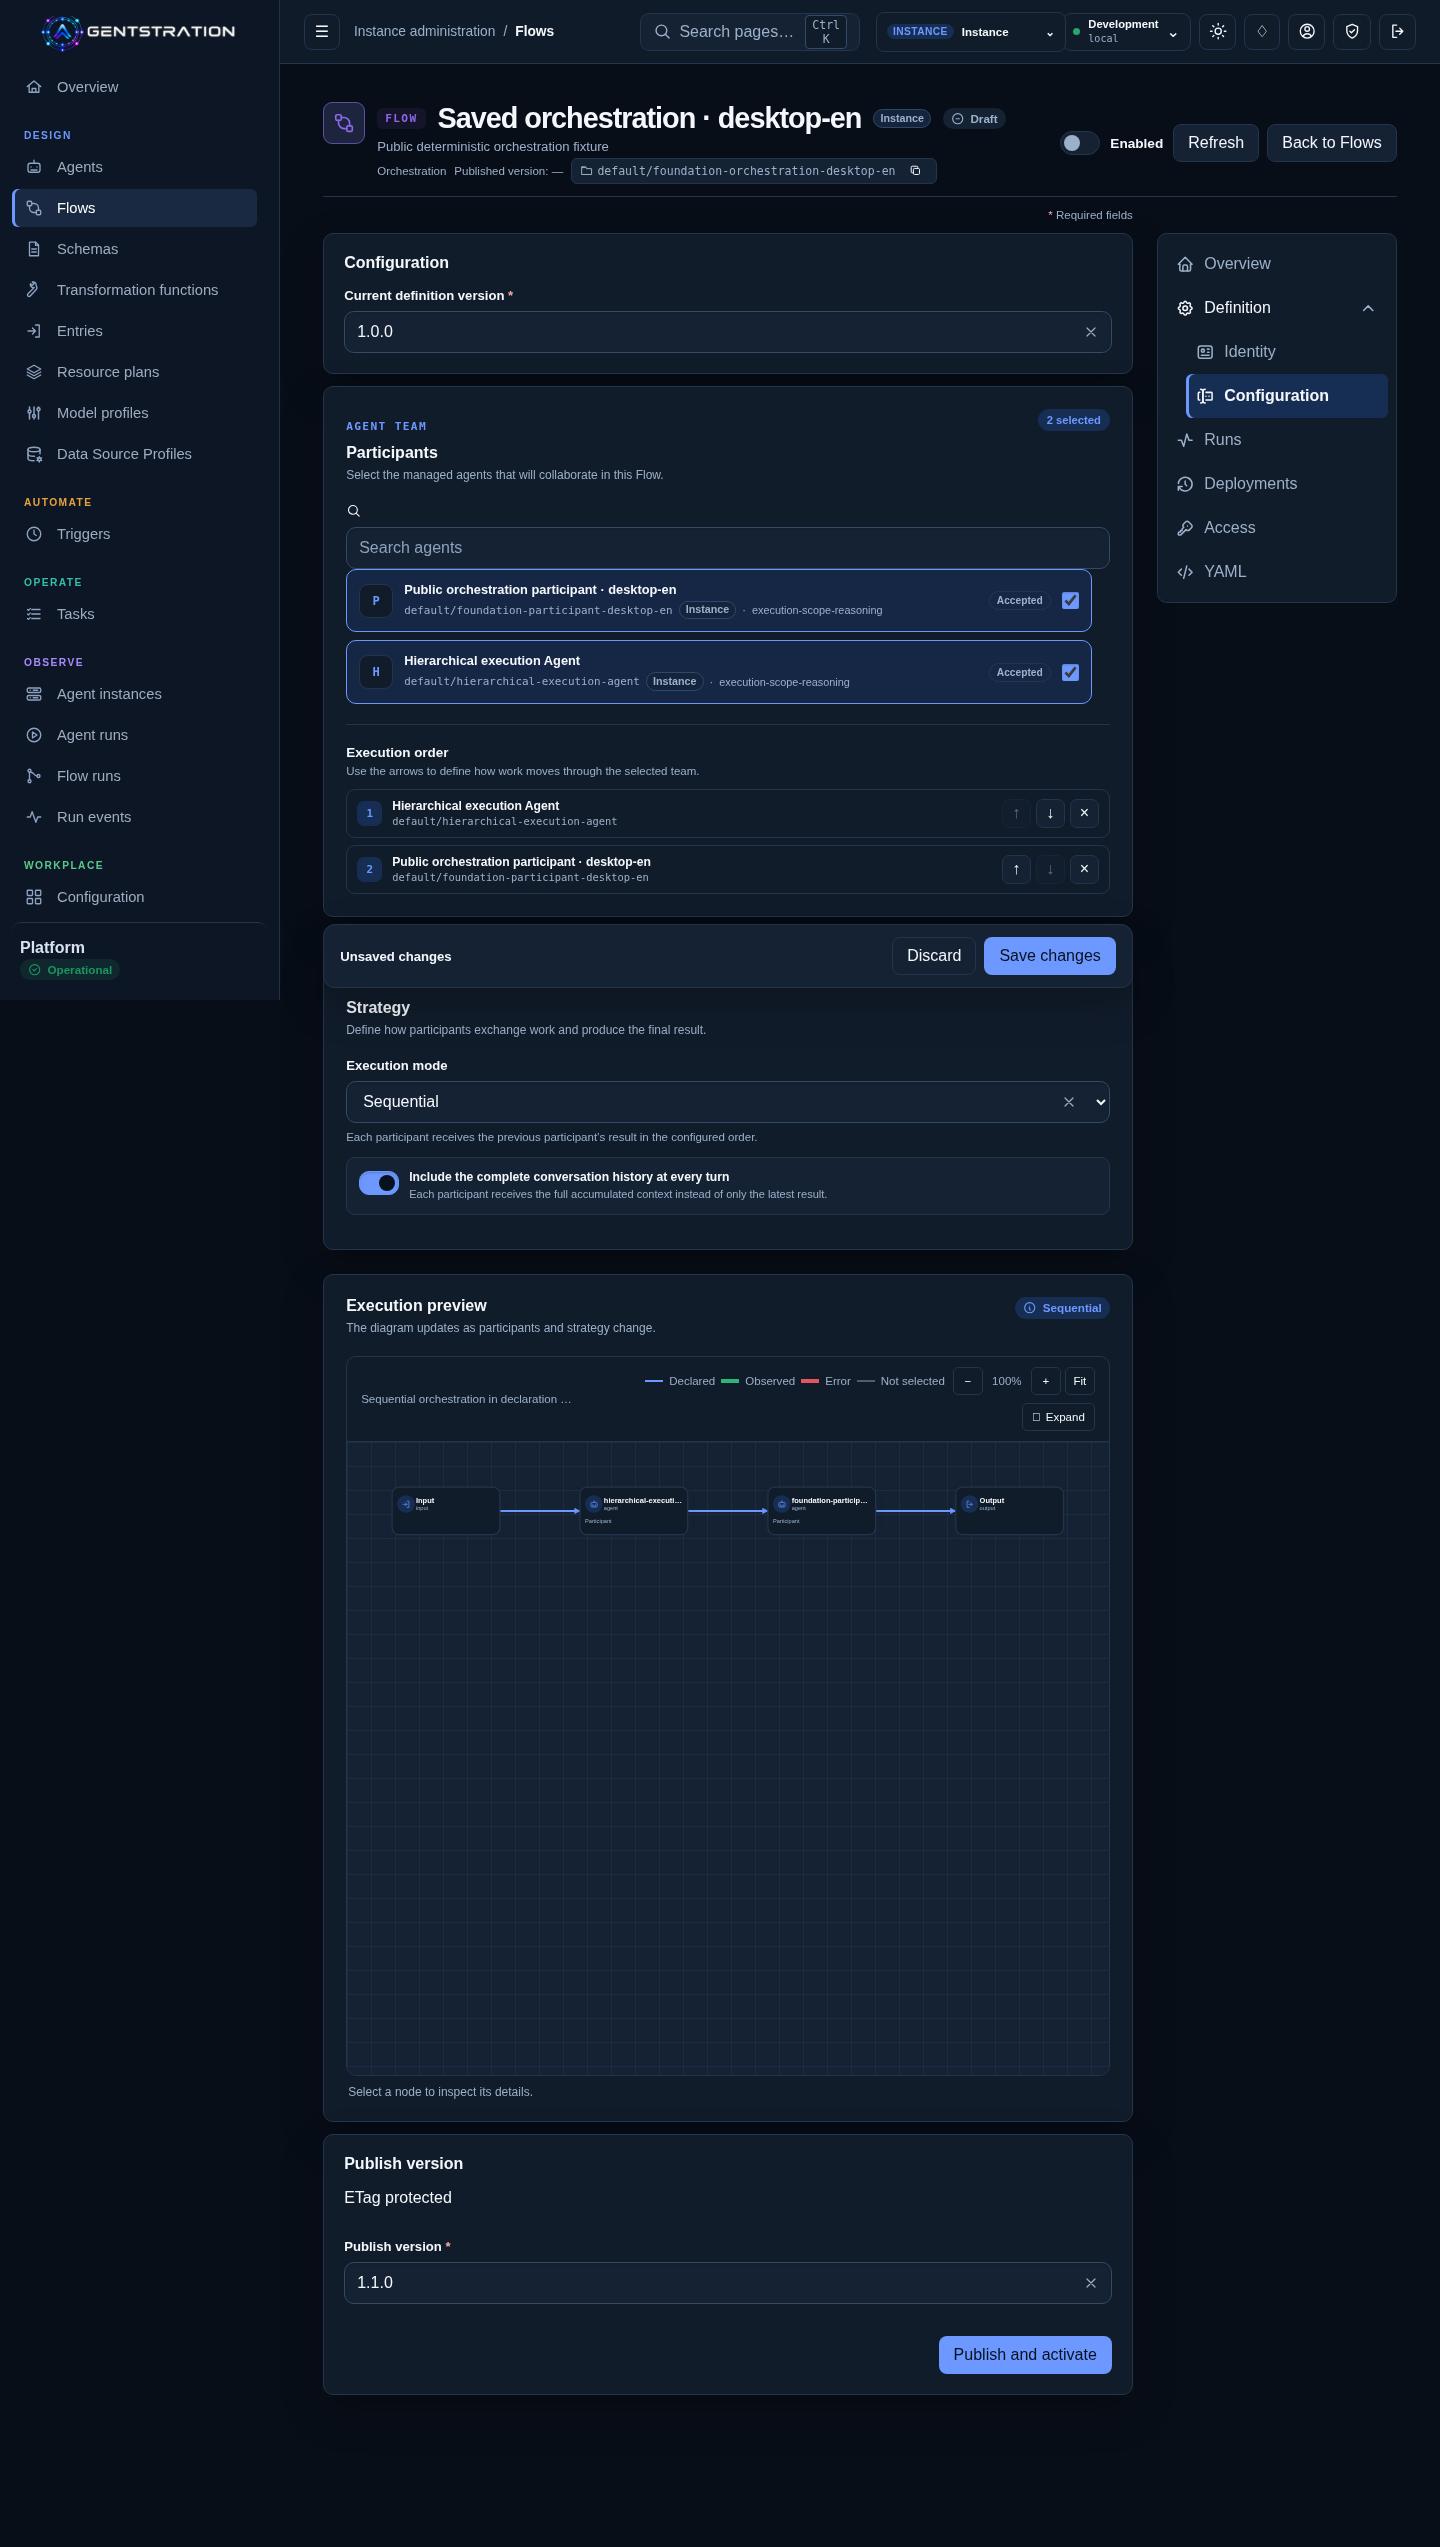 GENTSTRATION
Overview
DESIGN
Agents
Flows
Schemas
Transformation functions
Entries
Resource plans
Model profiles
Data Source Profiles
AUTOMATE
Triggers
OPERATE
Tasks
OBSERVE
Agent instances
Agent runs
Flow runs
Run events
WORKPLACE
Configuration
Platform
Operational
Instance administration / Flows
Search pages…
Ctrl
K
INSTANCE Instance
Development
local
FLOW Saved orchestration · desktop-en Instance Draft
Public deterministic orchestration fixture
Orchestration Published version: — default/foundation-orchestration-desktop-en
Enabled
Refresh
Back to Flows
* Required fields
Configuration
Current definition version *
1.0.0
AGENT TEAM
2 selected
Participants
Select the managed agents that will collaborate in this Flow.
Search agents
P
Public orchestration participant · desktop-en
default/foundation-participant-desktop-en Instance · execution-scope-reasoning
Accepted
H
Hierarchical execution Agent
default/hierarchical-execution-agent Instance · execution-scope-reasoning
Accepted
Execution order
Use the arrows to define how work moves through the selected team.
1
Hierarchical execution Agent
default/hierarchical-execution-agent
↑ ↓ ×
2
Public orchestration participant · desktop-en
default/foundation-participant-desktop-en
↑ ↓ ×
Unsaved changes
Discard
Save changes
Strategy
Define how participants exchange work and produce the final result.
Execution mode
Sequential
Each participant receives the previous participant's result in the configured order.
Include the complete conversation history at every turn
Each participant receives the full accumulated context instead of only the latest result.
Execution preview
Sequential
The diagram updates as participants and strategy change.
Sequential orchestration in declaration …
Declared Observed Error Not selected − 100% + Fit
Expand
Input
input
hierarchical-executi…
agent
Participant
foundation-particip…
agent
Participant
Output
output
Select a node to inspect its details.
Publish version
ETag protected
Publish version *
1.1.0
Publish and activate
Overview
Definition
Identity
Configuration
Runs
Deployments
Access
YAML